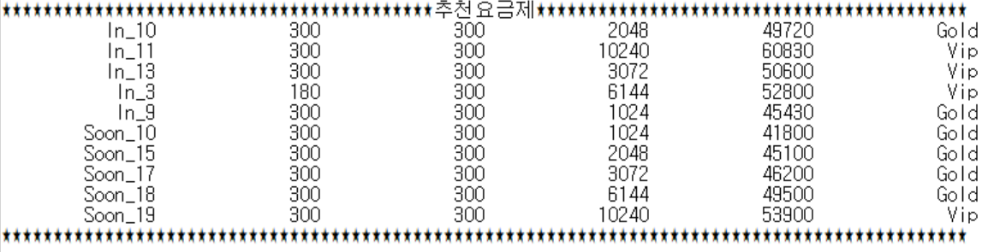 ******************************************추천요금제******************************************
In_10 300 300 2048 49720 Gold
In_11 300 300 10240 60830 Vip
In_13 300 300 3072 50600 Vip
In_3 180 300 6144 52800 Vip
In_9 300 300 1024 45430 Gold
Soon_10 300 300 1024 41800 Gold
Soon_15 300 300 2048 45100 Gold
Soon_17 300 300 3072 46200 Gold
Soon_18 300 300 6144 49500 Gold
Soon_19 300 300 10240 53900 Vip
*********************************************************************************************